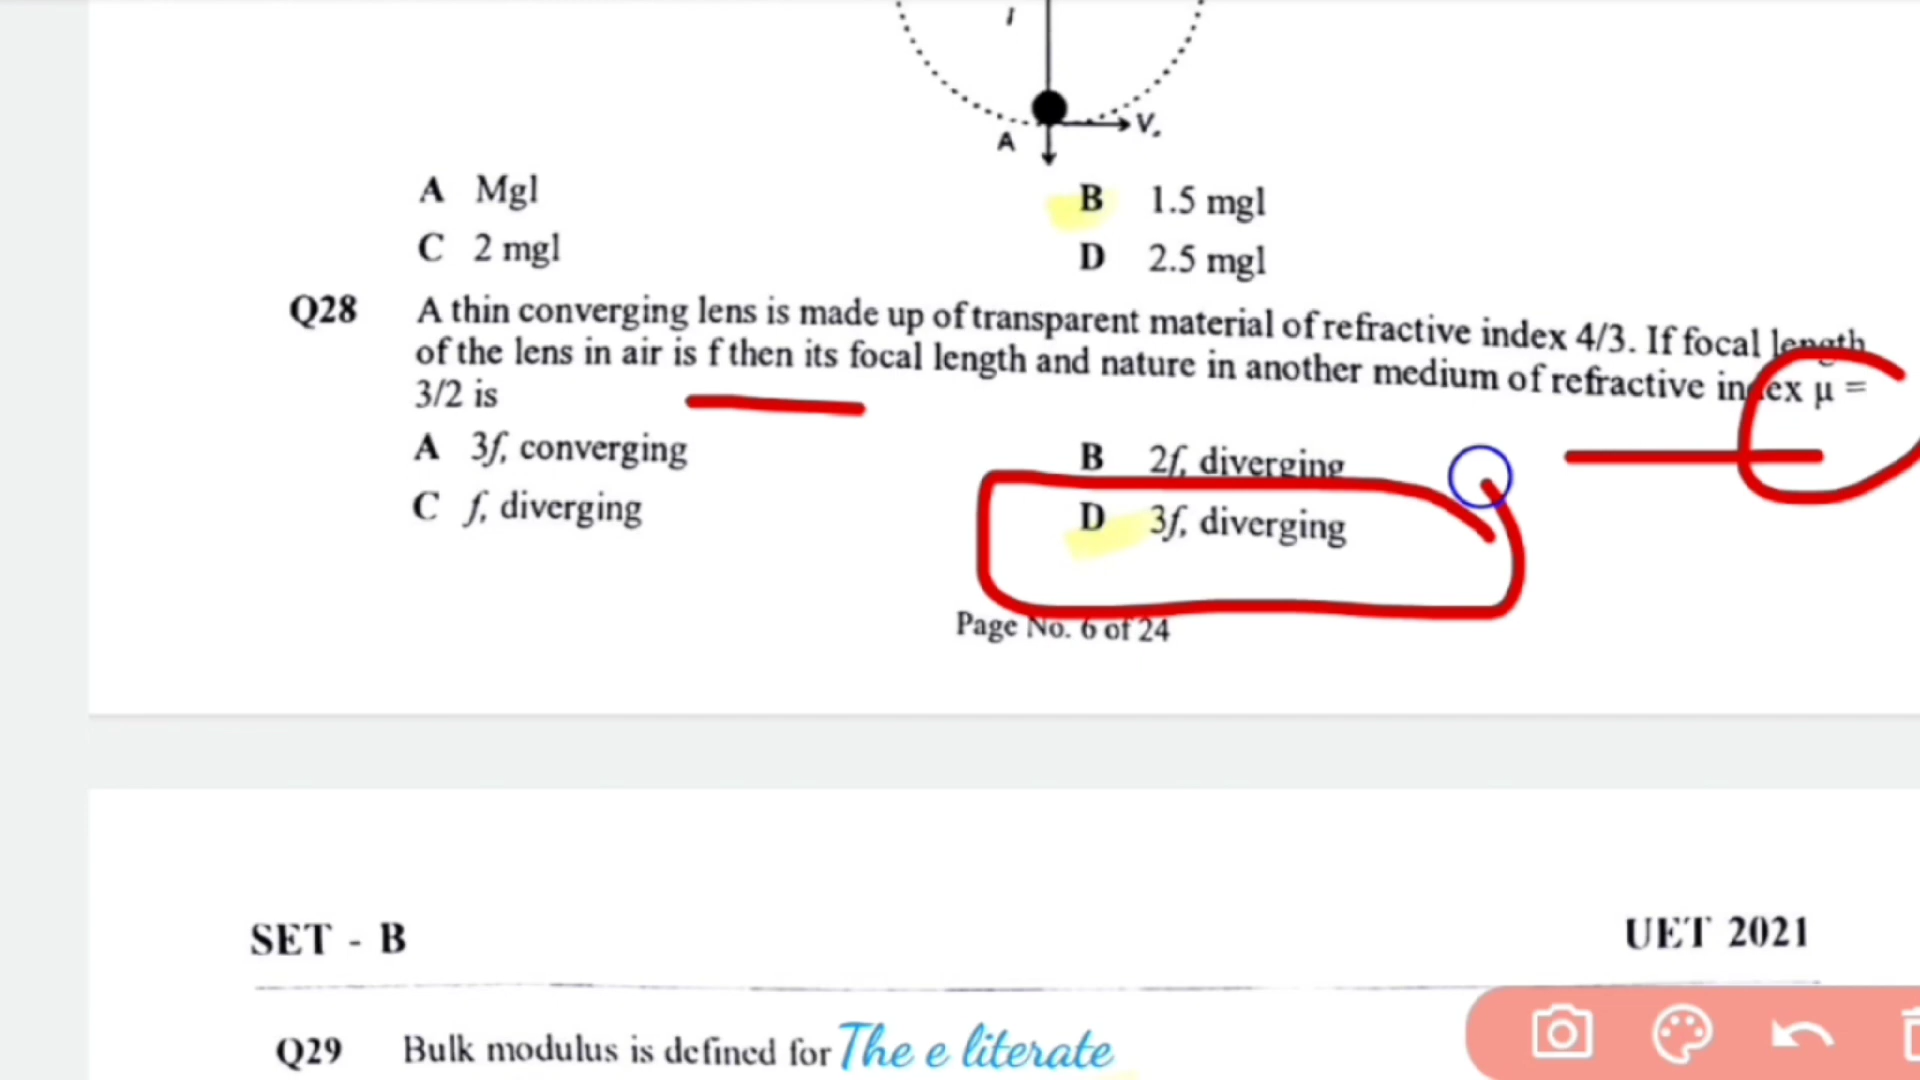 l
A
V.
A Mgl
B 1.5 mgl
C 2 mgl
D 2.5 mgl
Q28 A thin converging lens is made up of transparent material of refractive index 4/3. If focal length
of the lens in air is f then its focal length and nature in another medium of refractive index μ =
3/2 is
A 3f, converging
B 2f, diverging
C f, diverging
D 3f, diverging
Page No. 6 of 24
SET - B
UET 2021
Q29 Bulk modulus is defined for
The e literate